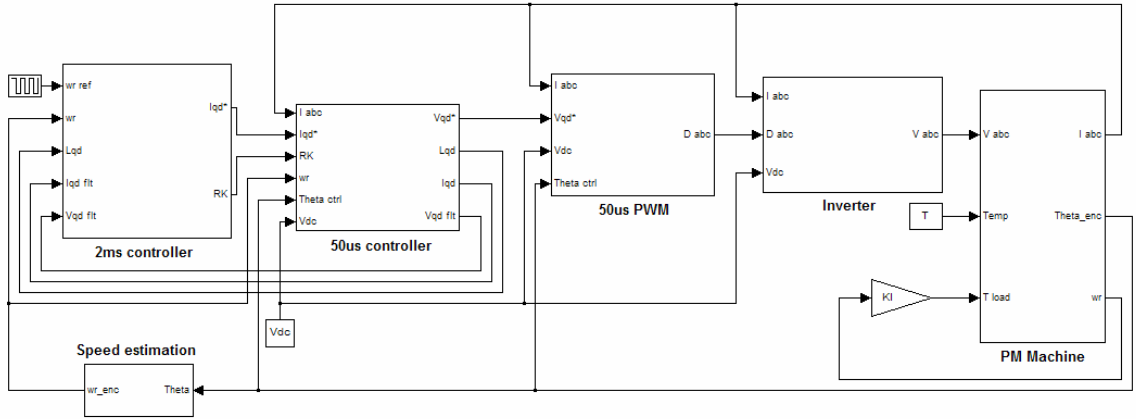 wr ref
wr
Lqd
Iqd flt
Vqd flt
Iqd*
RK
2ms controller
I abc
Iqd*
RK
wr
Theta ctrl
Vdc
Vqd*
Lqd
Iqd
Vqd flt
50us controller
I abc
Vqd*
Vdc
Theta ctrl
D abc
50us PWM
I abc
D abc
Vdc
V abc
Inverter
V abc
Temp
T load
I abc
Theta_enc
wr
PM Machine
T
Kl
Vdc
Speed estimation
wr_enc
Theta